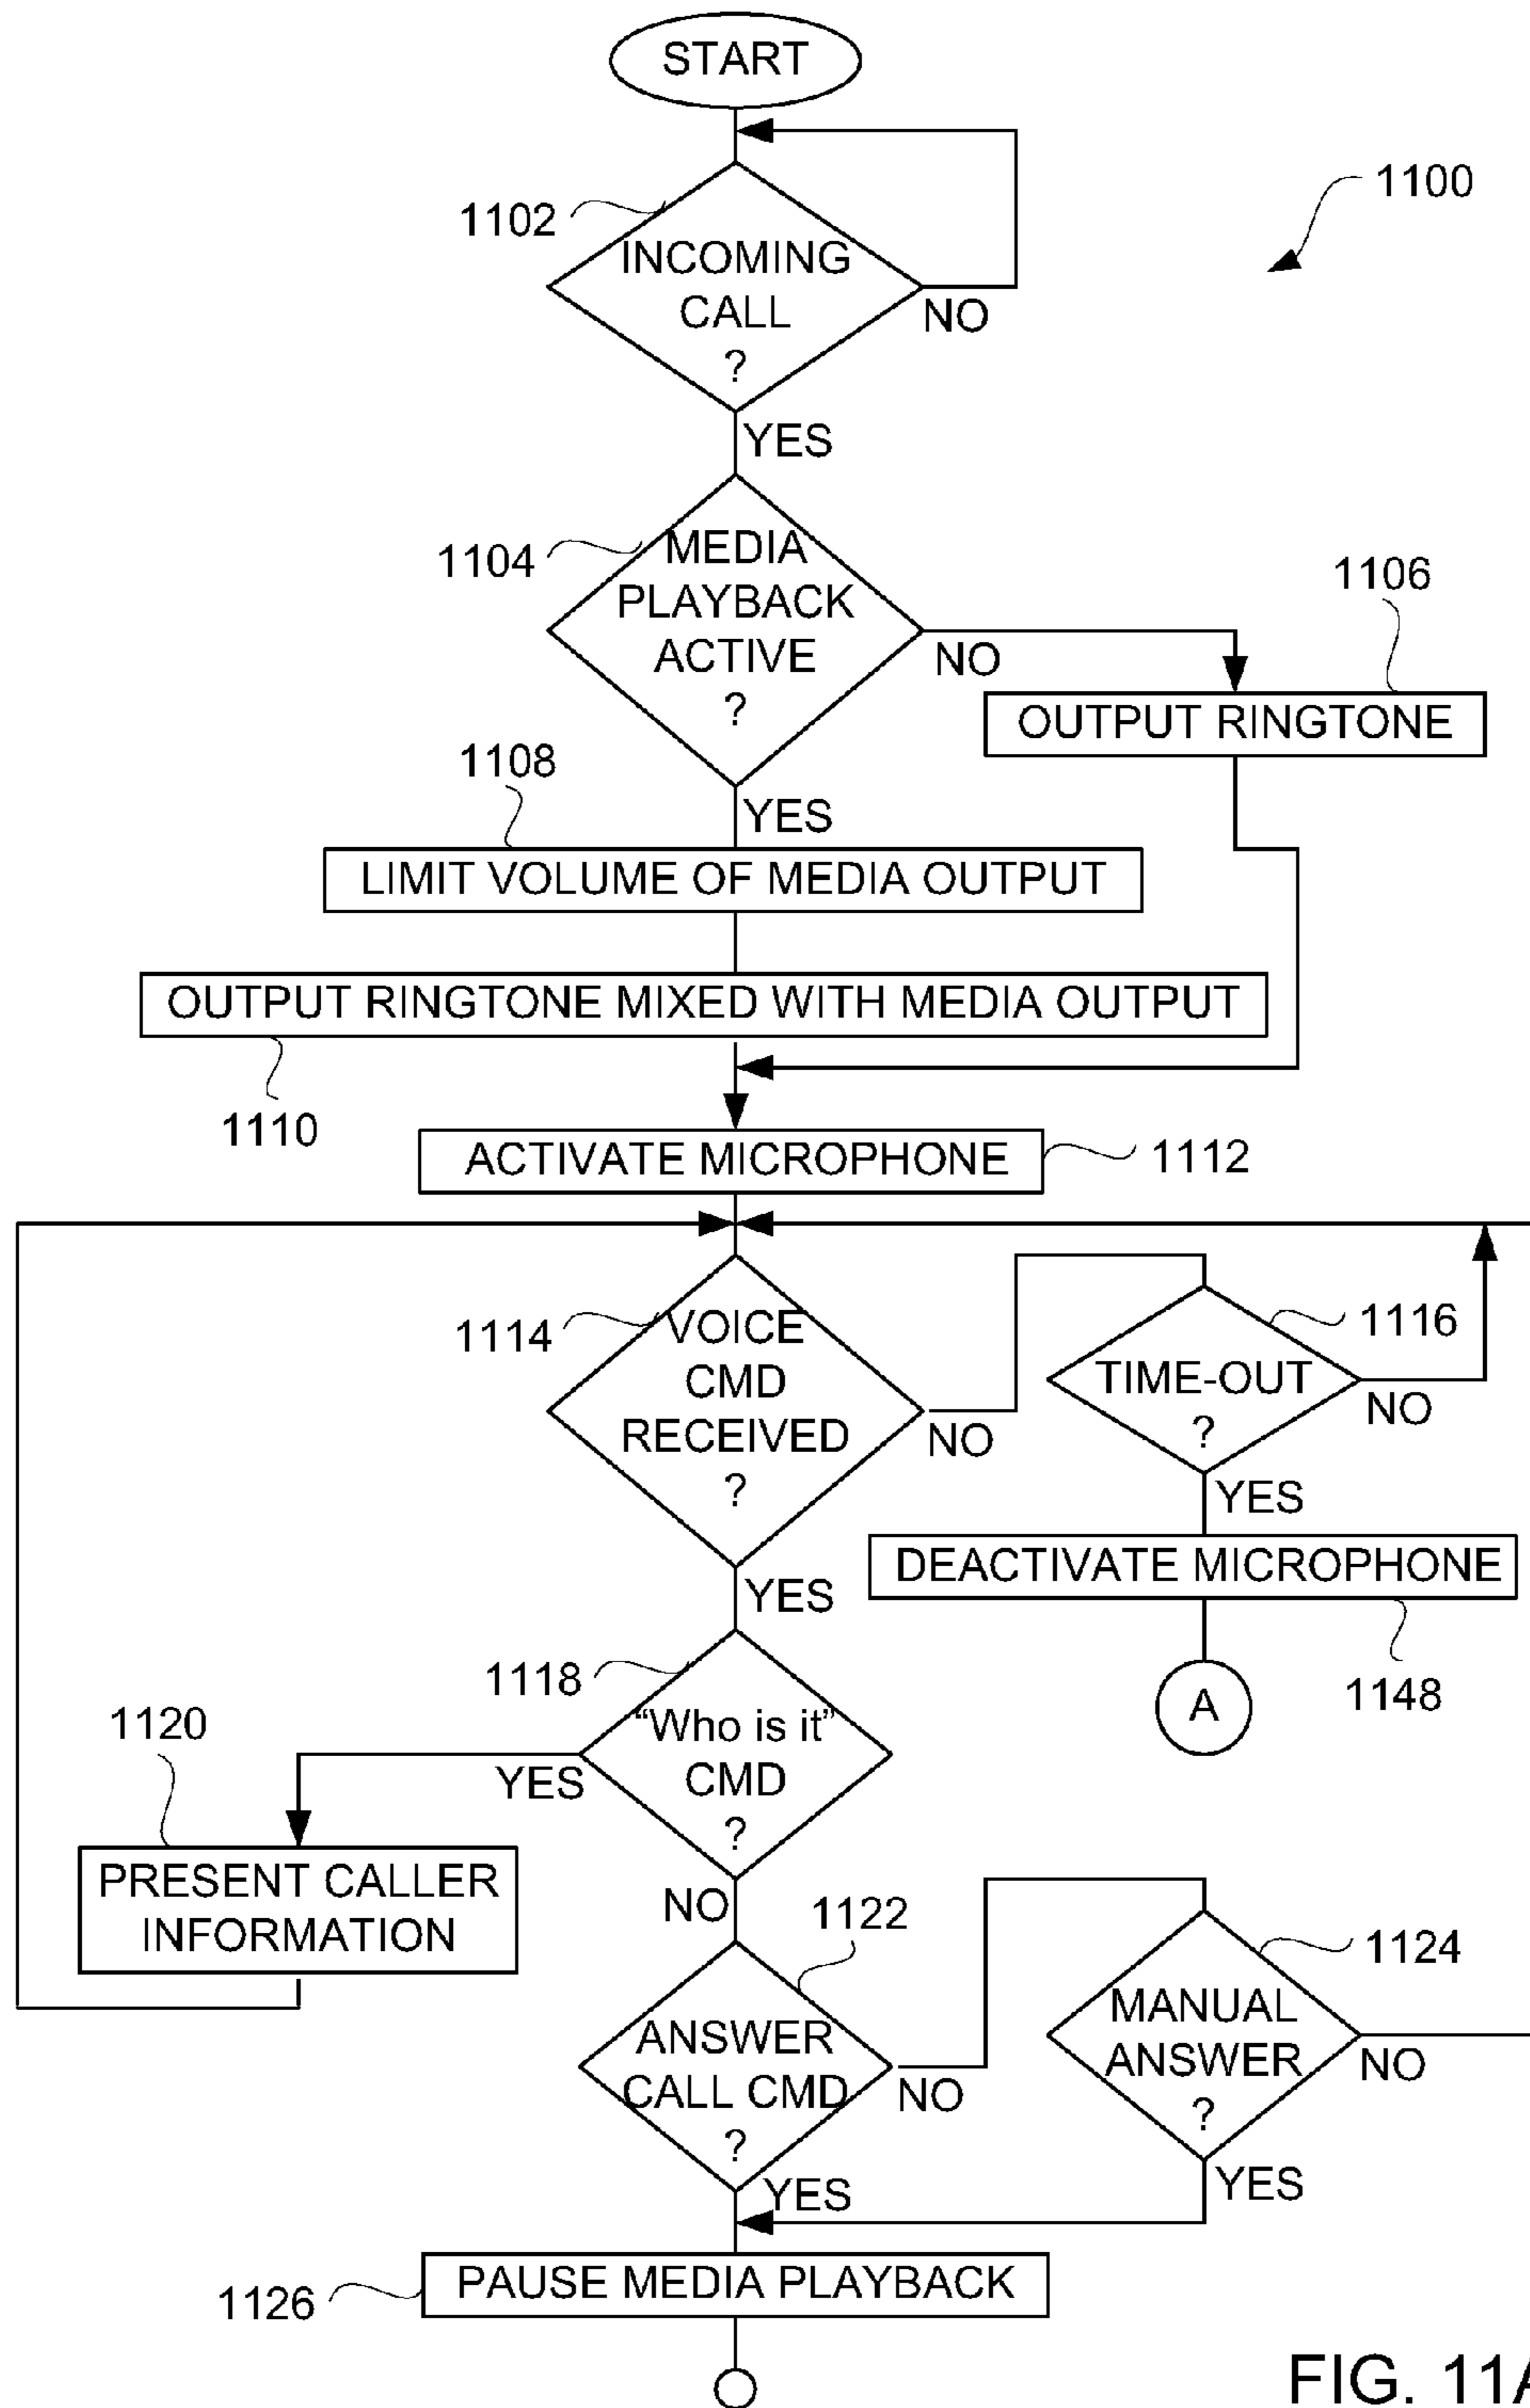 START
1100
1102
INCOMING
CALL
?
NO
YES
1104
MEDIA
PLAYBACK
ACTIVE
?
NO
1106
OUTPUT RINGTONE
1108
YES
LIMIT VOLUME OF MEDIA OUTPUT
OUTPUT RINGTONE MIXED WITH MEDIA OUTPUT
1110
ACTIVATE MICROPHONE
1112
1114
VOICE
CMD
RECEIVED
?
NO
1116
TIME-OUT
?
NO
YES
YES
DEACTIVATE MICROPHONE
1148
A
1118
“Who is it”
CMD
?
YES
1120
PRESENT CALLER
INFORMATION
NO
1122
ANSWER
CALL CMD
?
NO
1124
MANUAL
ANSWER
?
NO
YES
YES
PAUSE MEDIA PLAYBACK
1126
FIG. 11A